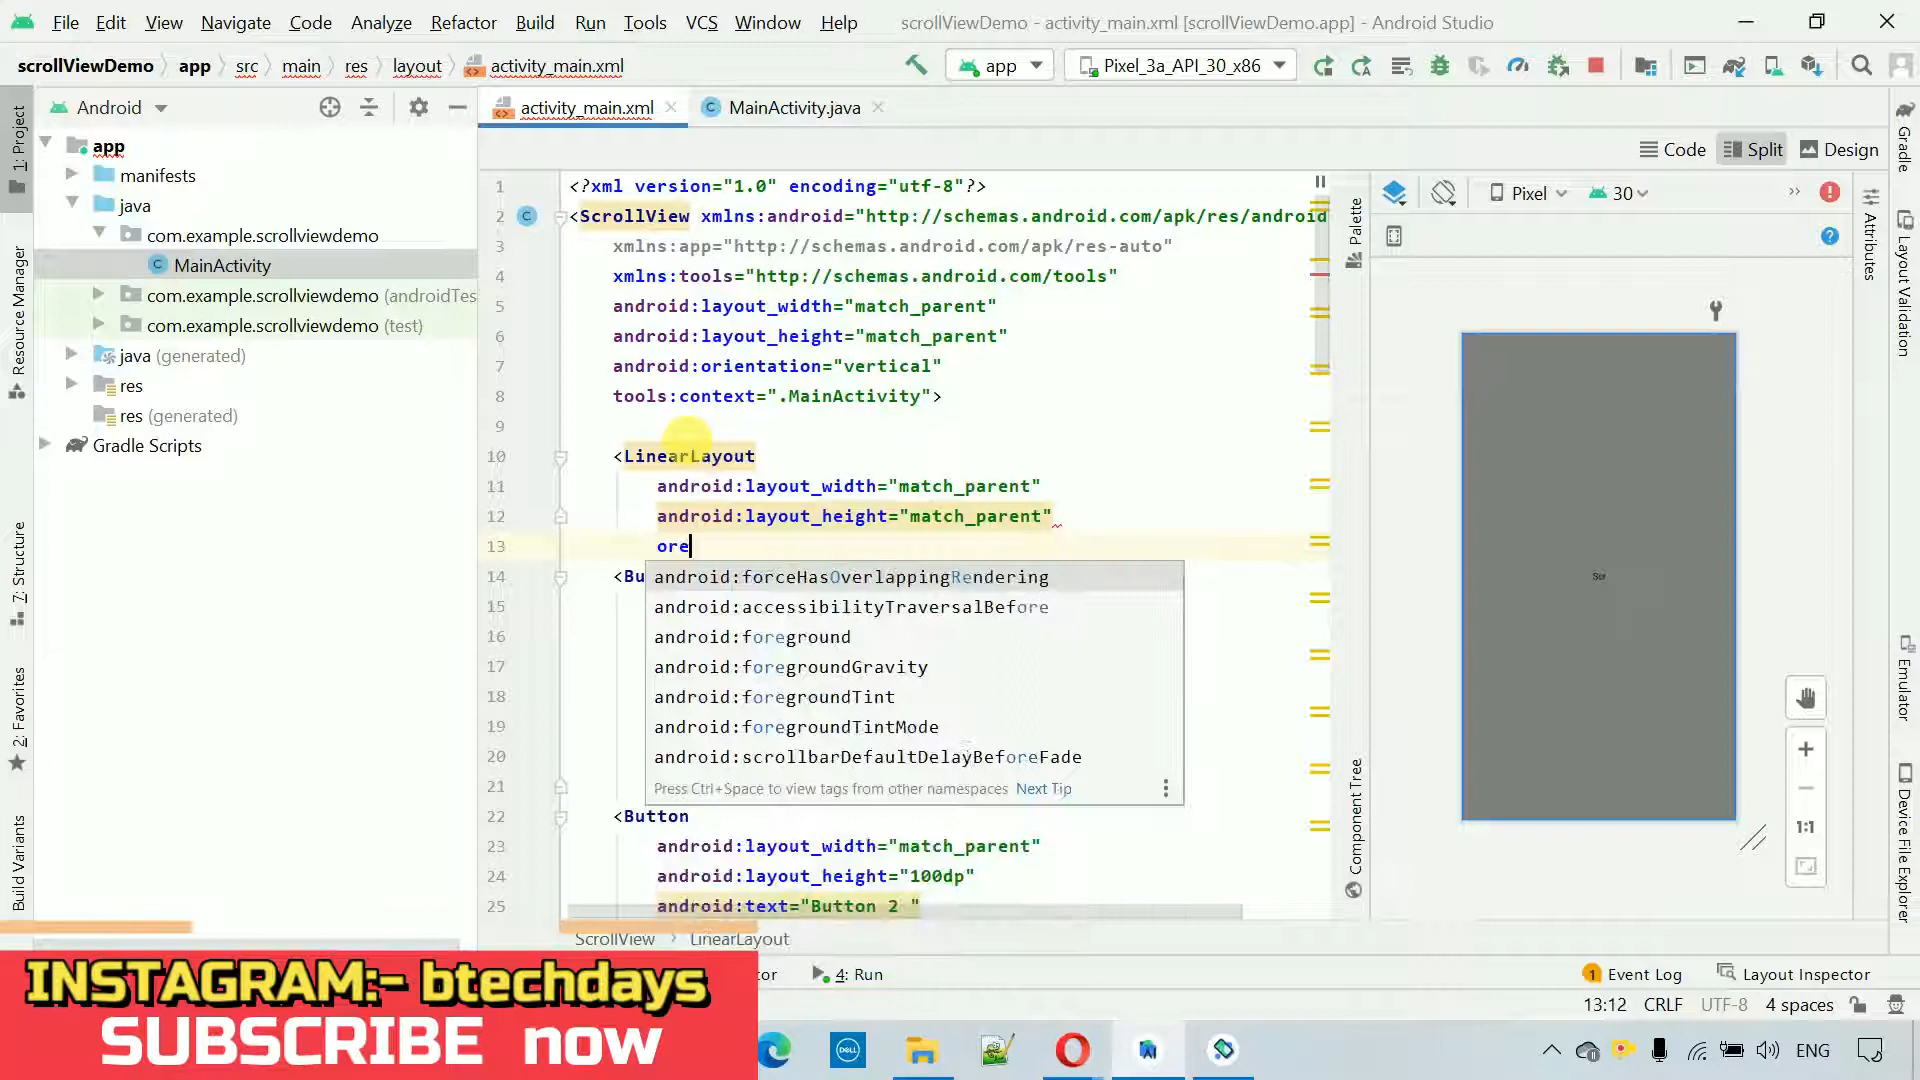 File Edit View Navigate Code Analyze Refactor Build Run Tools VCS Window Help scrollViewDemo - activity_main.xml [scrollViewDemo.app] - Android Studio
scrollViewDemo app src main res layout activity_main.xml app Pixel_3a_API_30_x86
Android activity_main.xml MainActivity.java
Code Split Design
app
manifests
java
com.example.scrollviewdemo
MainActivity
com.example.scrollviewdemo (androidTes
com.example.scrollviewdemo (test)
java (generated)
res
res (generated)
Gradle Scripts
1: Project
Resource Manager
7: Structure
2: Favorites
Build Variants
1 <?xml version="1.0" encoding="utf-8"?>
2 <ScrollView xmlns:android="http://schemas.android.com/apk/res/android
3 xmlns:app="http://schemas.android.com/apk/res-auto"
4 xmlns:tools="http://schemas.android.com/tools"
5 android:layout_width="match_parent"
6 android:layout_height="match_parent"
7 android:orientation="vertical"
8 tools:context=".MainActivity">
9
10 <LinearLayout
11 android:layout_width="match_parent"
12 android:layout_height="match_parent"
13 ore
14 <Bu
android:forceHasOverlappingRendering
15 android:accessibilityTraversalBefore
16 android:foreground
17 android:foregroundGravity
18 android:foregroundTint
19 android:foregroundTintMode
20 android:scrollbarDefaultDelayBeforeFade
21 Press Ctrl+Space to view tags from other namespaces Next Tip
22 <Button
23 android:layout_width="match_parent"
24 android:layout_height="100dp"
25 android:text="Button 2 "
ScrollView LinearLayout
Palette
Component Tree
Pixel 30
1:1
Gradle
Attributes
Layout Validation
Emulator
Device File Explorer
tor 4: Run 1 Event Log Layout Inspector
13:12 CRLF UTF-8 4 spaces
INSTAGRAM:- btechdays
SUBSCRIBE now
DELL
ENG